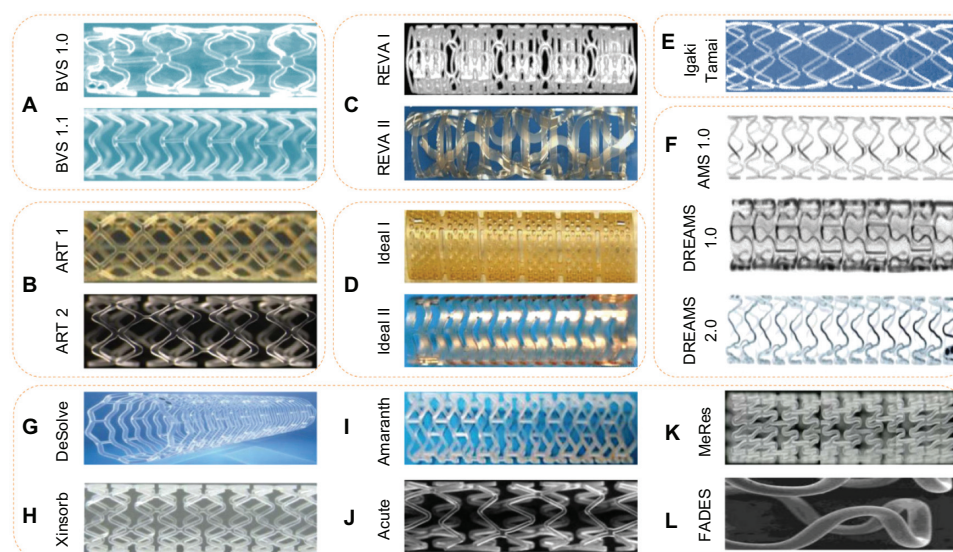 A
BVS 1.0
BVS 1.1
C
REVA I
REVA II
E
Igaki
Tamai
F
AMS 1.0
DREAMS
1.0
DREAMS
2.0
B
ART 1
ART 2
D
Ideal I
Ideal II
G
DeSolve
H
Xinsorb
I
Amaranth
J
Acute
K
MeRes
L
FADES